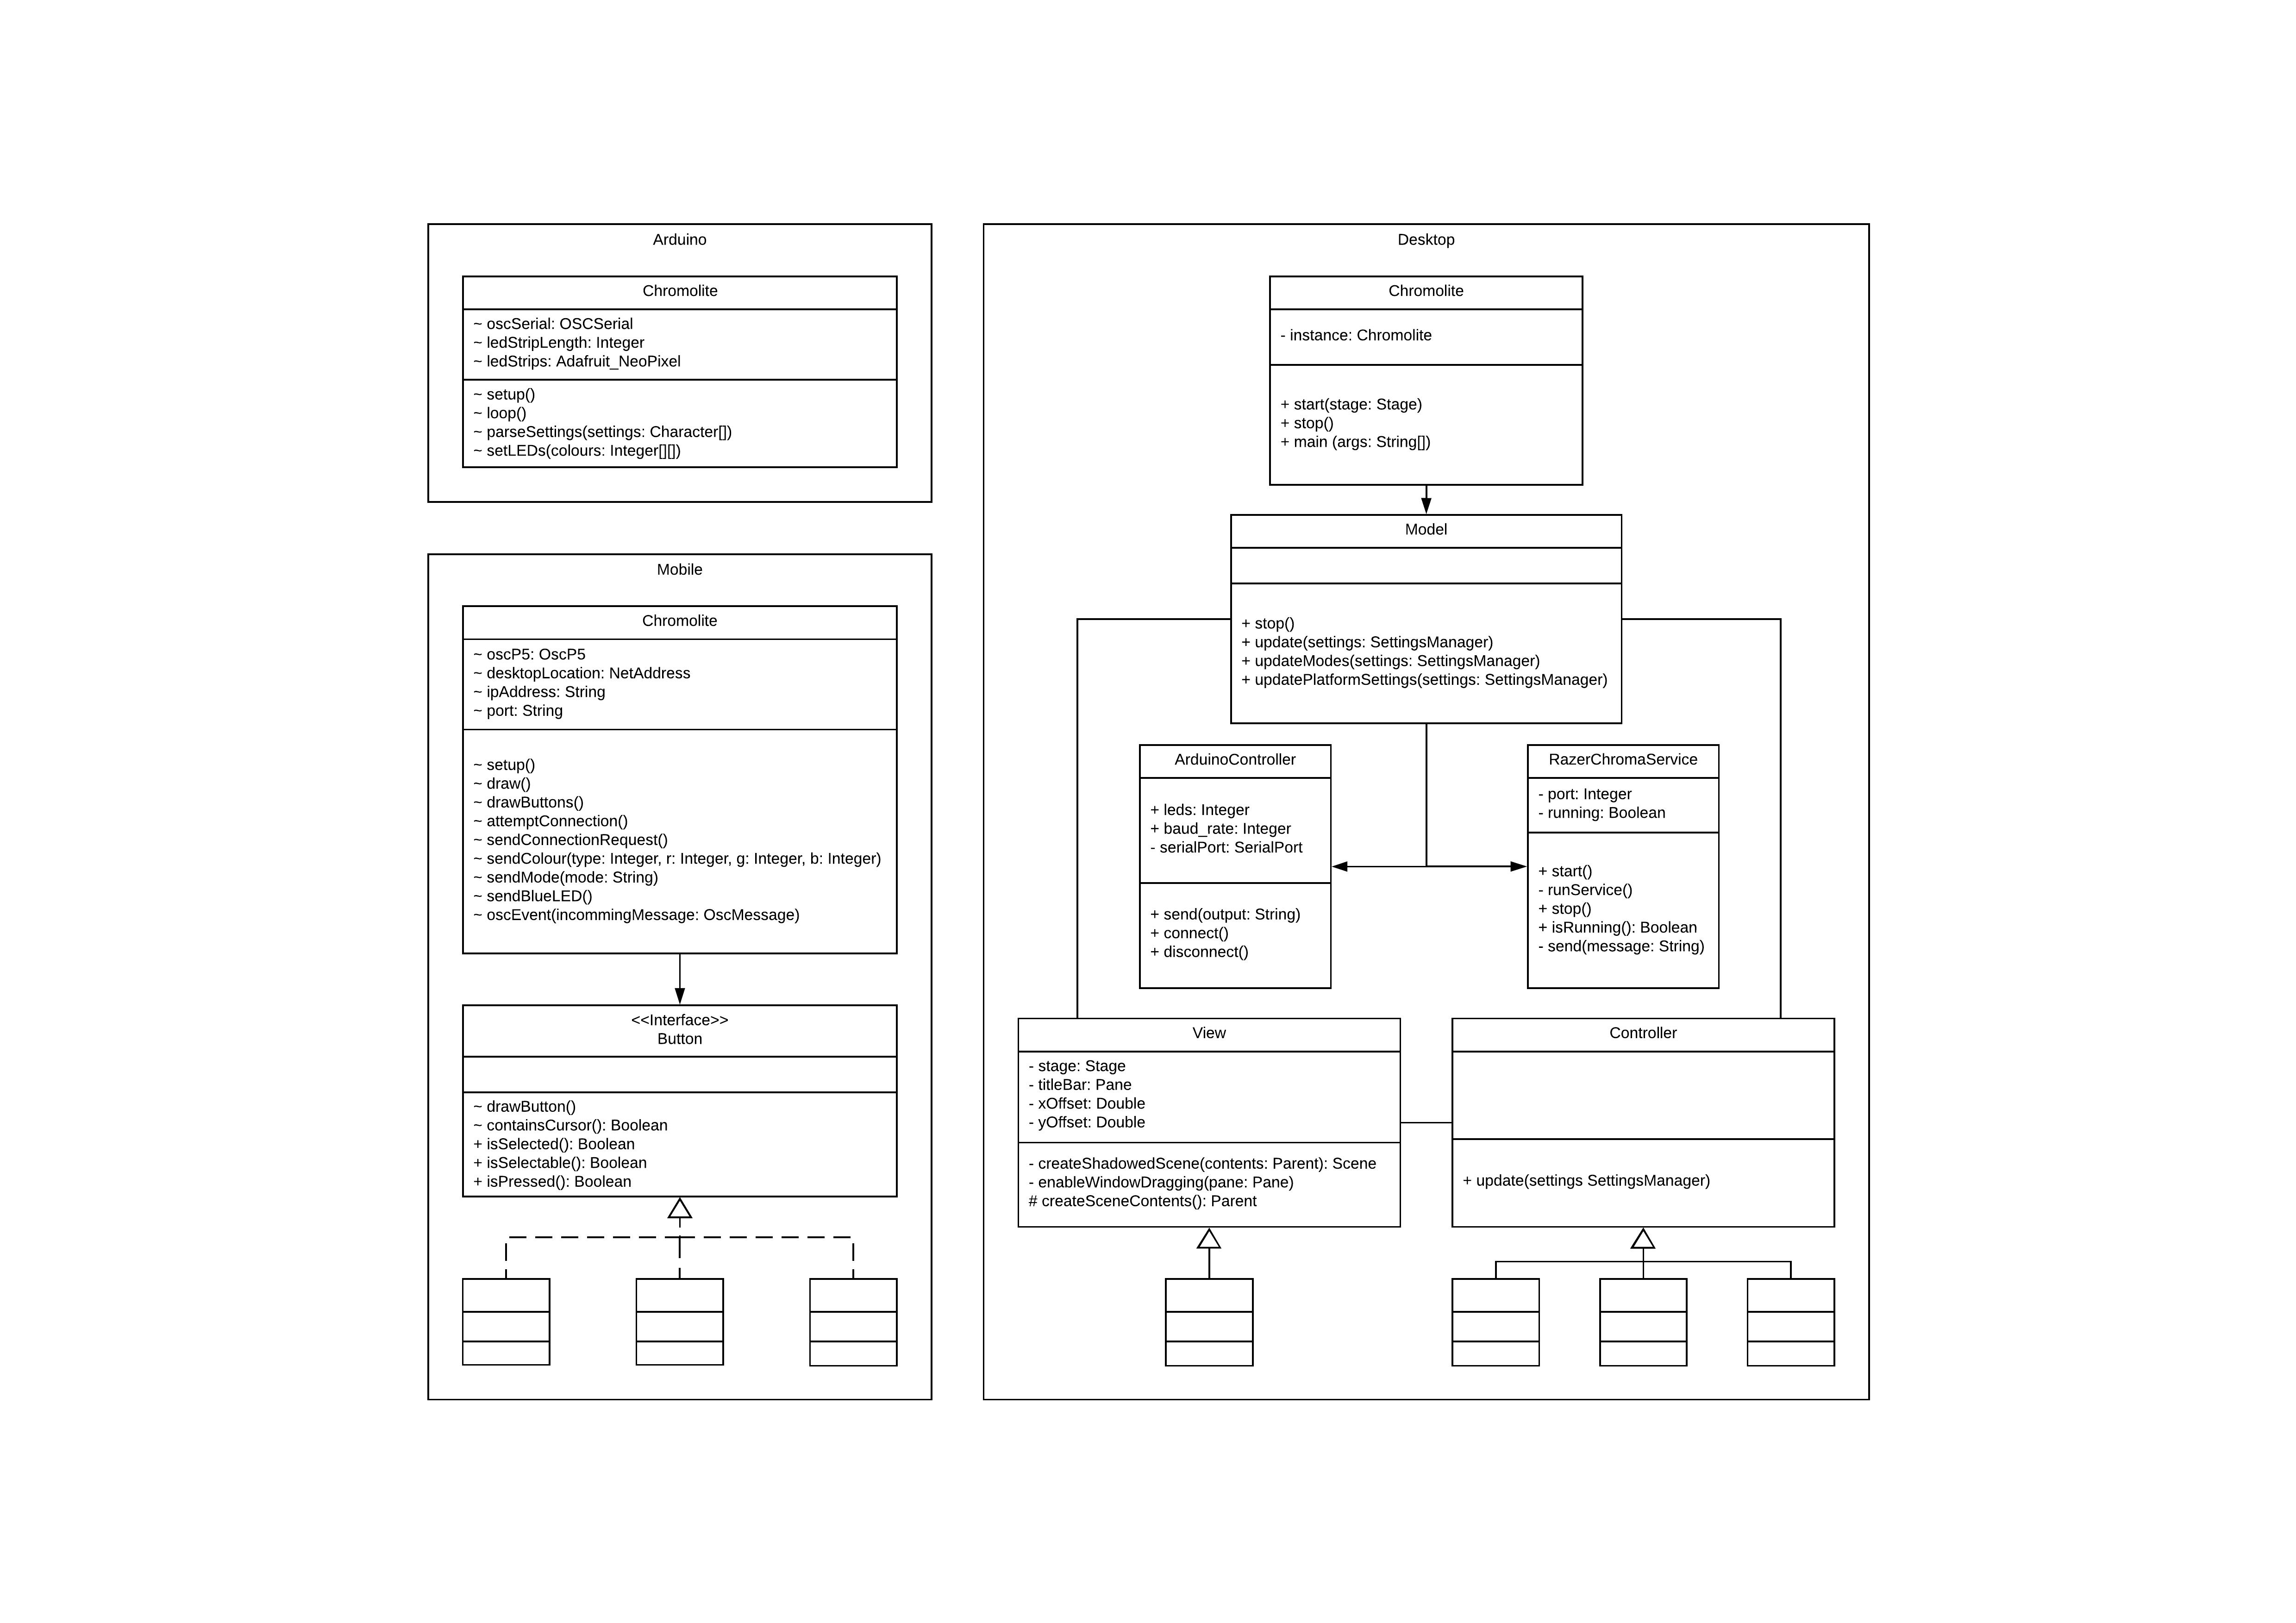 Arduino
Chromolite
~ oscSerial: OSCSerial
~ ledStripLength: Integer
~ ledStrips: Adafruit_NeoPixel
~ setup()
~ loop()
~ parseSettings(settings: Character[])
~ setLEDs(colours: Integer[][])
Mobile
Chromolite
~ oscP5: OscP5
~ desktopLocation: NetAddress
~ ipAddress: String
~ port: String
~ setup()
~ draw()
~ drawButtons()
~ attemptConnection()
~ sendConnectionRequest()
~ sendColour(type: Integer, r: Integer, g: Integer, b: Integer)
~ sendMode(mode: String)
~ sendBlueLED()
~ oscEvent(incommingMessage: OscMessage)
<<Interface>>
Button
~ drawButton()
~ containsCursor(): Boolean
+ isSelected(): Boolean
+ isSelectable(): Boolean
+ isPressed(): Boolean
Desktop
Chromolite
- instance: Chromolite
+ start(stage: Stage)
+ stop()
+ main (args: String[])
Model
+ stop()
+ update(settings: SettingsManager)
+ updateModes(settings: SettingsManager)
+ updatePlatformSettings(settings: SettingsManager)
ArduinoController
+ leds: Integer
+ baud_rate: Integer
- serialPort: SerialPort
+ send(output: String)
+ connect()
+ disconnect()
RazerChromaService
- port: Integer
- running: Boolean
+ start()
- runService()
+ stop()
+ isRunning(): Boolean
- send(message: String)
View
- stage: Stage
- titleBar: Pane
- xOffset: Double
- yOffset: Double
- createShadowedScene(contents: Parent): Scene
- enableWindowDragging(pane: Pane)
# createSceneContents(): Parent
Controller
+ update(settings SettingsManager)